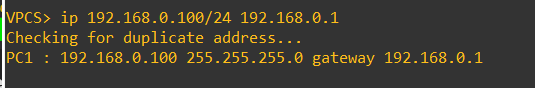 VPCS> ip 192.168.0.100/24 192.168.0.1
Checking for duplicate address...
PC1 : 192.168.0.100 255.255.255.0 gateway 192.168.0.1